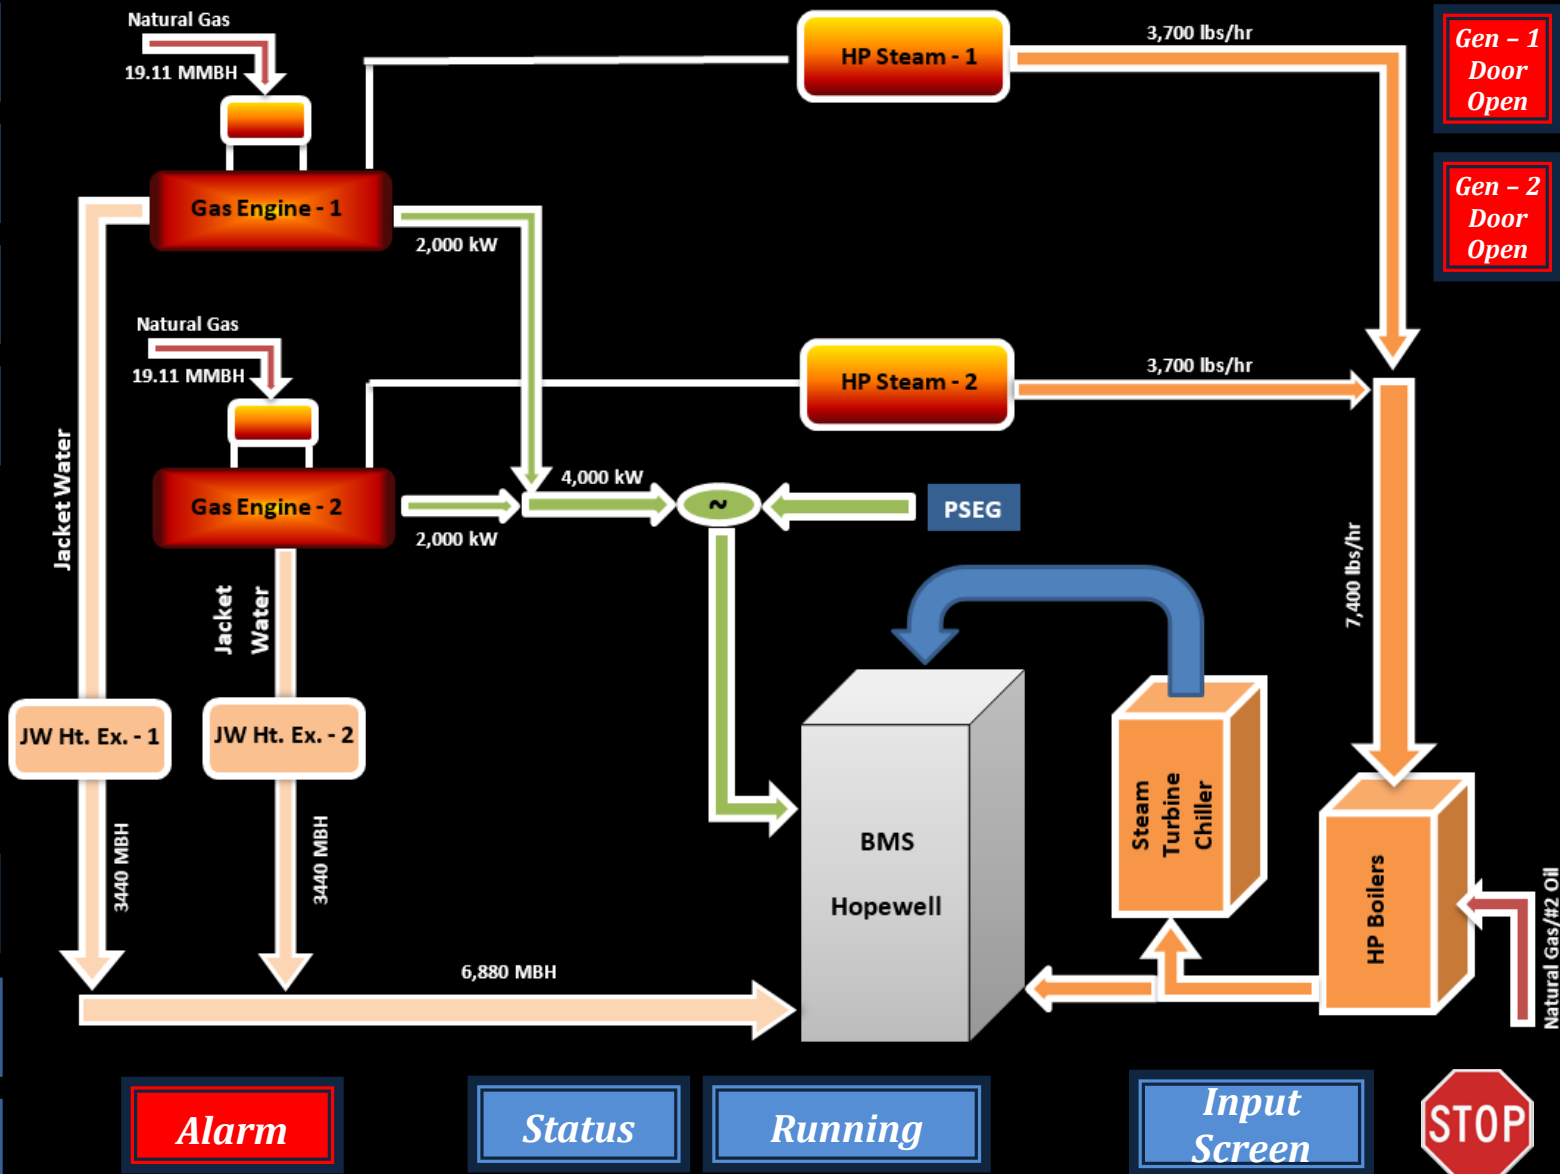 Natural Gas
19.11 MMBH
HP Steam - 1
3,700 lbs/hr
Gen – 1
Door
Open
Gas Engine - 1
2,000 kW
Gen – 2
Door
Open
Natural Gas
19.11 MMBH
HP Steam - 2
3,700 lbs/hr
Jacket Water
Gas Engine - 2
2,000 kW
4,000 kW
~
PSEG
7,400 lbs/hr
Jacket
Water
JW Ht. Ex. - 1
JW Ht. Ex. - 2
3440 MBH
3440 MBH
BMS
Hopewell
Steam
Turbine
Chiller
HP Boilers
Natural Gas/#2 Oil
6,880 MBH
Alarm
Status
Running
Input
Screen
STOP